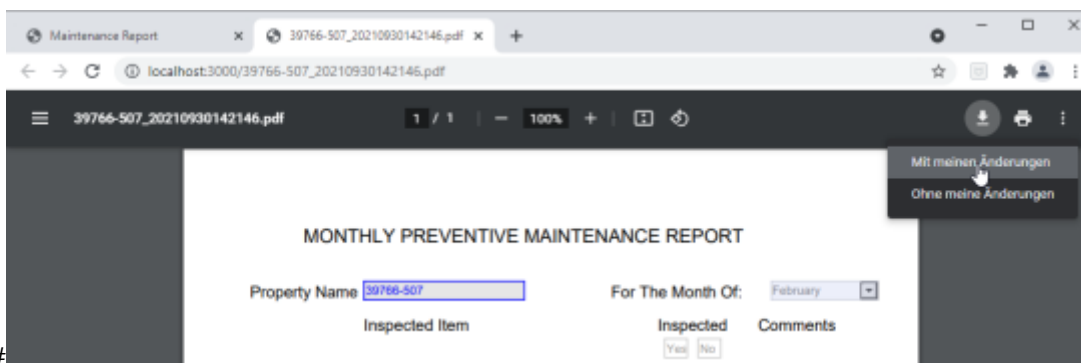 Maintenance Report 39766-507_20210930142146.pdf
localhost:3000/39766-507_20210930142146.pdf
39766-507_20210930142146.pdf 1 / 1 100%
Mit meinen Änderungen
Ohne meine Änderungen
MONTHLY PREVENTIVE MAINTENANCE REPORT
Property Name 39766-507 For The Month Of: February
Inspected Item Inspected Comments
Yes No
#